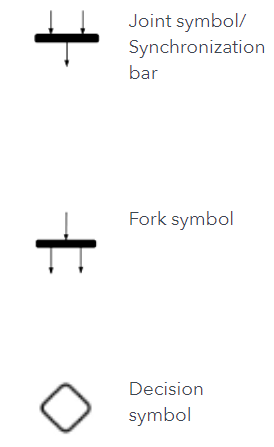 Joint symbol/
Synchronization
bar
Fork symbol
Decision
symbol